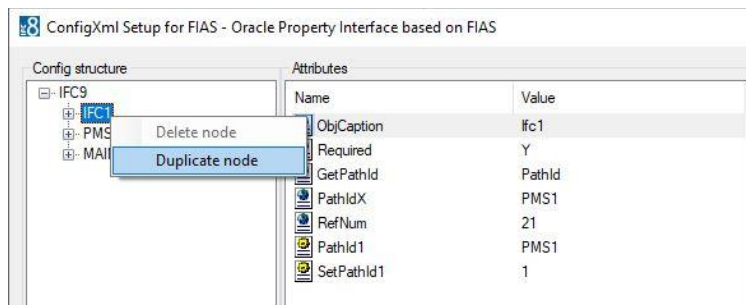 ConfigXml Setup for FIAS - Oracle Property Interface based on FIAS
Config structure
IFC9
IFC1
PMS
MAI
Delete node
Duplicate node
Attributes
Name Value
ObjCaption Ifc1
Required Y
GetPathId PathId
PathIdX PMS1
RefNum 21
PathId1 PMS1
SetPathId1 1